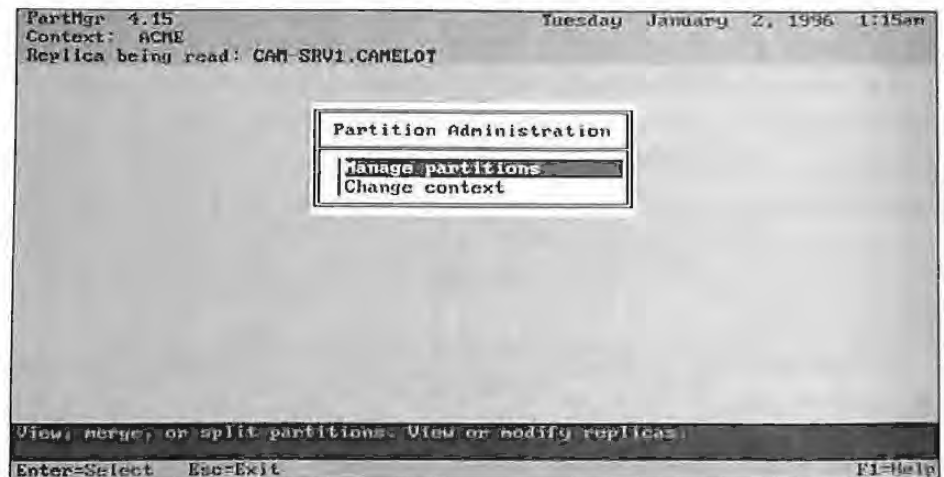 PartMgr 4.15 Tuesday January 2, 1996 1:15am
Context: ACME
Replica being read: CAM-SRV1.CAMELOT
Partition Administration
Manage partitions
Change context
View, merge, or split partitions. View or modify replicas.
Enter=Select Esc=Exit F1=Help